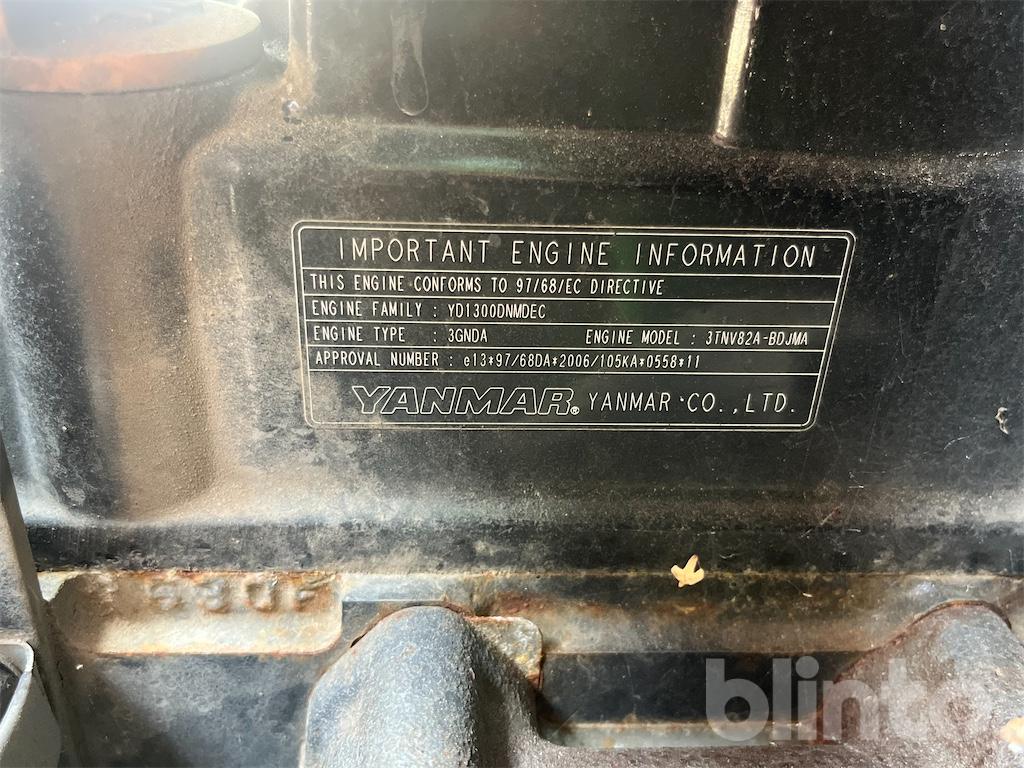 IMPORTANT ENGINE INFORMATION
THIS ENGINE CONFORMS TO 97/68/EC DIRECTIVE
ENGINE FAMILY : YD1300DNMDEC
ENGINE TYPE : 3GNDA ENGINE MODEL : 3TNV82A-BDJMA
APPROVAL NUMBER : e13*97/68DA*2006/105KA*0558*11
YANMAR® YANMAR CO.,LTD.
blinto